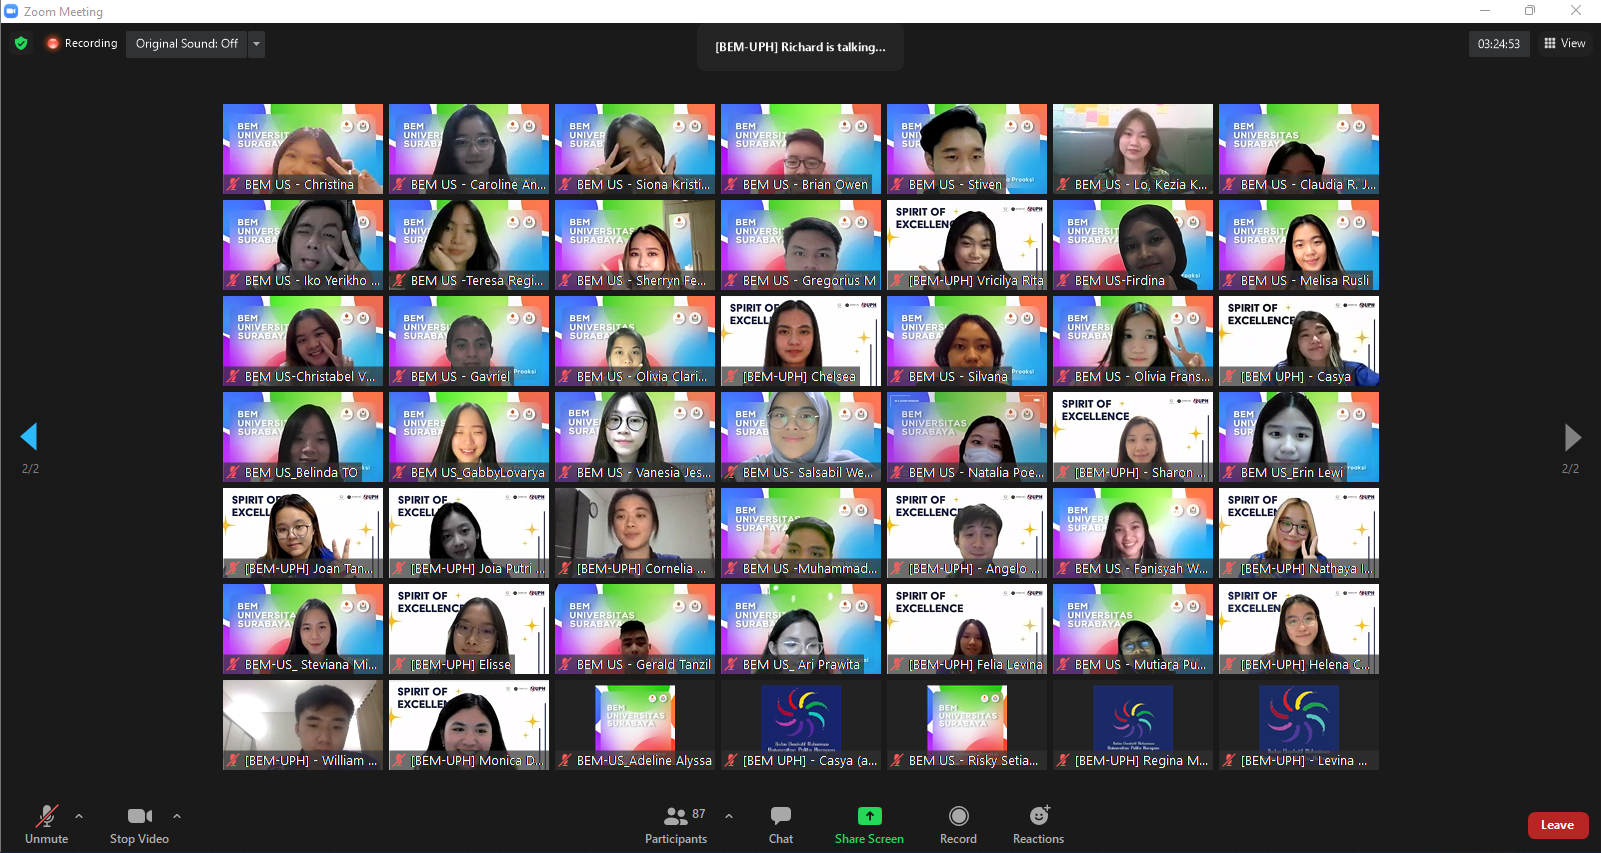 Zoom Meeting
Recording
Original Sound: Off
[BEM-UPH] Richard is talking...
03:24:53
View
BEM UNIVERSITAS SURABAYA
BEM US - Christina
BEM US - Caroline An...
BEM US - Siona Kristi...
BEM US - Brian Owen
BEM US - Stiven
BEM US - Lo, Kezia K...
BEM US - Claudia R. J...
BEM US - Iko Yerikho ...
BEM US -Teresa Regi...
BEM US - Sherryn Fe...
BEM US - Gregorius M
SPIRIT OF EXCELLENCE
UPH
[BEM-UPH] Vricilya Rita
BEM US-Firdina
BEM US - Melisa Rusli
BEM US-Christabel V...
BEM US - Gavriel
BEM US - Olivia Clari...
[BEM-UPH] Chelsea
BEM US - Silvana
BEM US - Olivia Frans...
[BEM UPH] - Casya
BEM US_Belinda TO
BEM US_GabbyLovarya
BEM US - Vanesia Jes...
BEM US- Salsabil We...
BEM US - Natalia Poe...
[BEM-UPH] - Sharon ...
BEM US_Erin Lewi
[BEM-UPH] Joan Tan...
[BEM-UPH] Joia Putri ...
[BEM-UPH] Cornelia ...
BEM US -Muhammad...
[BEM-UPH] - Angelo ...
BEM US - Fanisyah W...
[BEM-UPH] Nathaya I...
BEM-US_ Steviana Mi...
[BEM-UPH] Elisse
BEM US - Gerald Tanzil
BEM US_ Ari Prawita
[BEM-UPH] Felia Levina
BEM US - Mutiara Pu...
[BEM-UPH] Helena C...
[BEM-UPH] - William ...
[BEM-UPH] Monica D...
BEM-US_Adeline Alyssa
[BEM UPH] - Casya (a...
BEM US - Risky Setia...
[BEM-UPH] Regina M...
[BEM-UPH] - Levina ...
2/2
2/2
Unmute
Stop Video
87
Participants
Chat
Share Screen
Record
Reactions
Leave